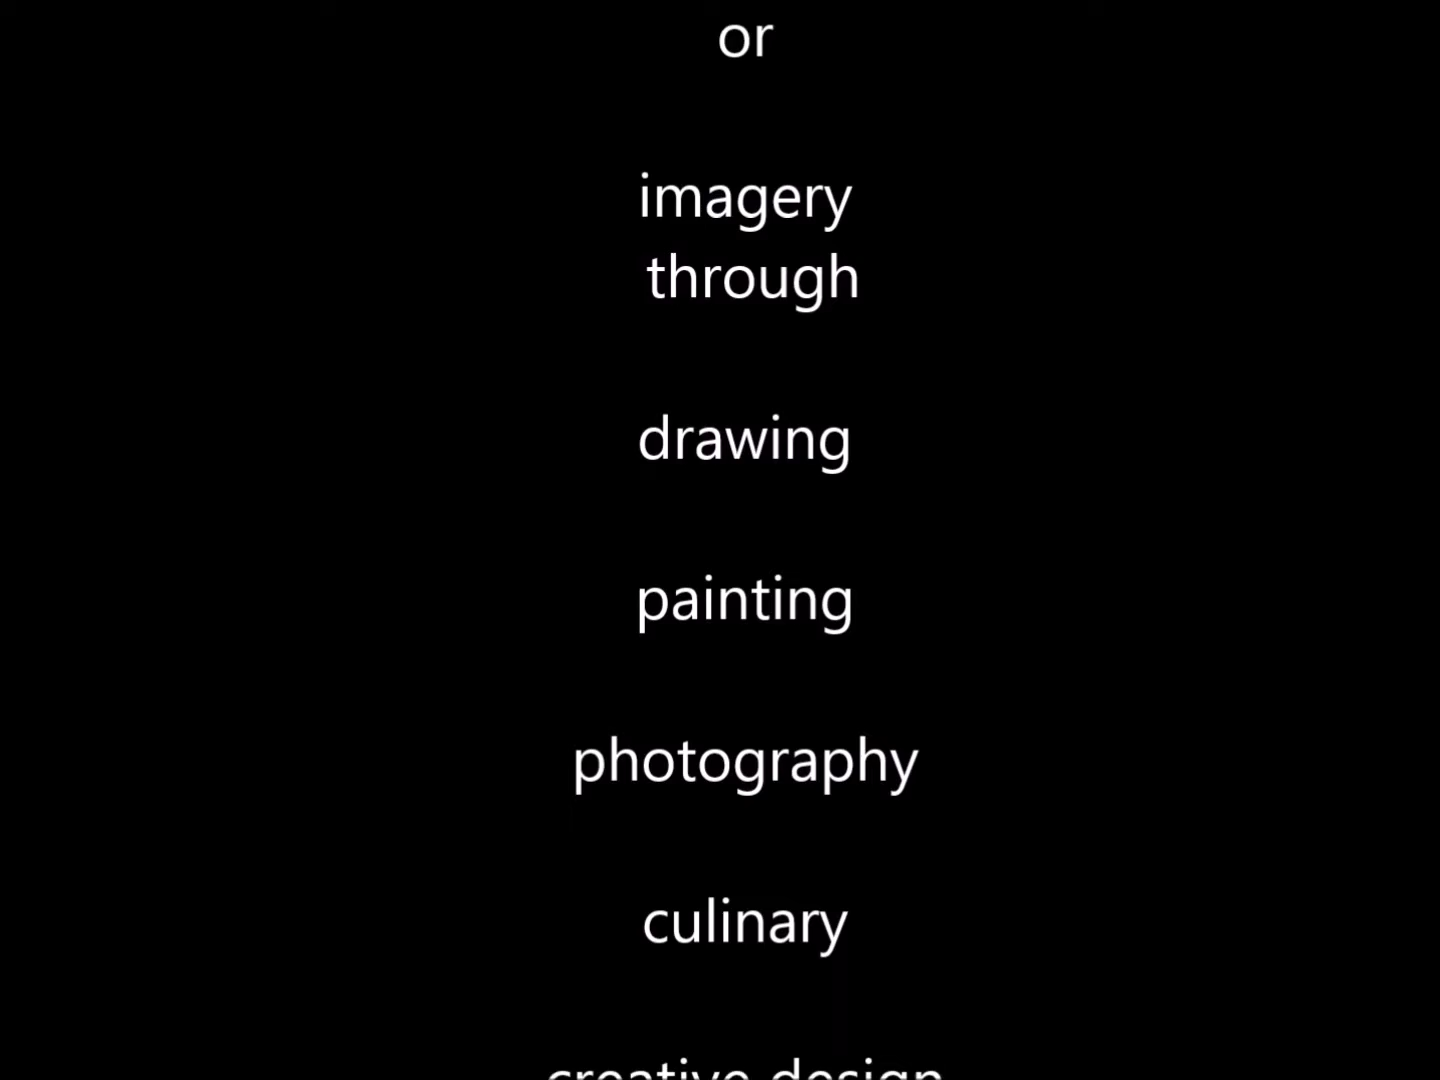 or
imagery
through
drawing
painting
photography
culinary
creative design